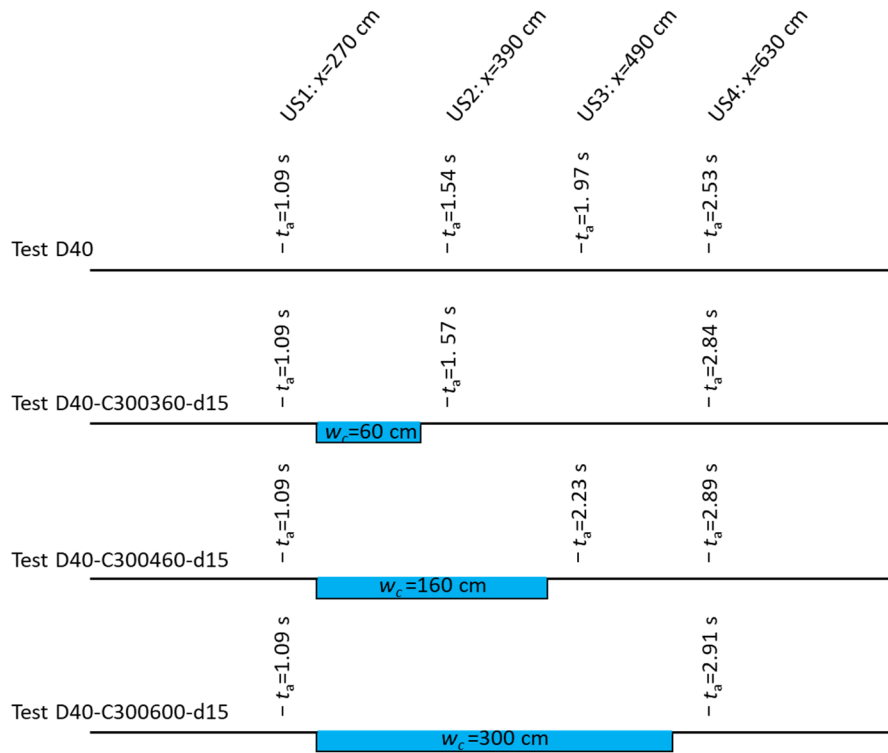 US1: x=270 cm
US2: x=390 cm
US3: x=490 cm
US4: x=630 cm
Test D40
– ta=1.09 s
– ta=1.54 s
– ta=1. 97 s
– ta=2.53 s
Test D40-C300360-d15
– ta=1.09 s
– ta=1. 57 s
– ta=2.84 s
wc=60 cm
Test D40-C300460-d15
– ta=1.09 s
– ta=2.23 s
– ta=2.89 s
wc=160 cm
Test D40-C300600-d15
– ta=1.09 s
– ta=2.91 s
wc=300 cm